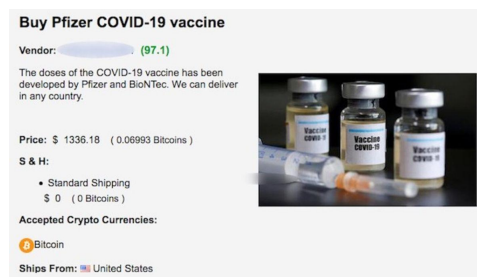 Buy Pfizer COVID-19 vaccine
Vendor: (97.1)
The doses of the COVID-19 vaccine has been
developed by Pfizer and BioNTec. We can deliver
in any country.
Price: $ 1336.18 ( 0.06993 Bitcoins )
S & H:
• Standard Shipping
$ 0 ( 0 Bitcoins )
Accepted Crypto Currencies:
Bitcoin
Ships From: United States
Vaccine
COVID-19
Vaccine
COVID-19
Vaccine
COVID-19